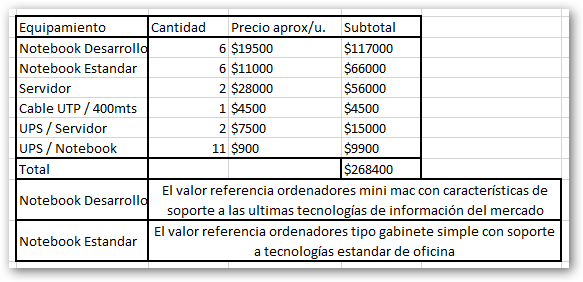 Equipamiento Cantidad Precio aprox/u. Subtotal
Notebook Desarrollo 6 $19500 $117000
Notebook Estandar 6 $11000 $66000
Servidor 2 $28000 $56000
Cable UTP / 400mts 1 $4500 $4500
UPS / Servidor 2 $7500 $15000
UPS / Notebook 11 $900 $9900
Total $268400
Notebook Desarrollo El valor referencia ordenadores mini mac con características de
soporte a las ultimas tecnologías de información del mercado
Notebook Estandar El valor referencia ordenadores tipo gabinete simple con soporte
a tecnologías estandar de oficina